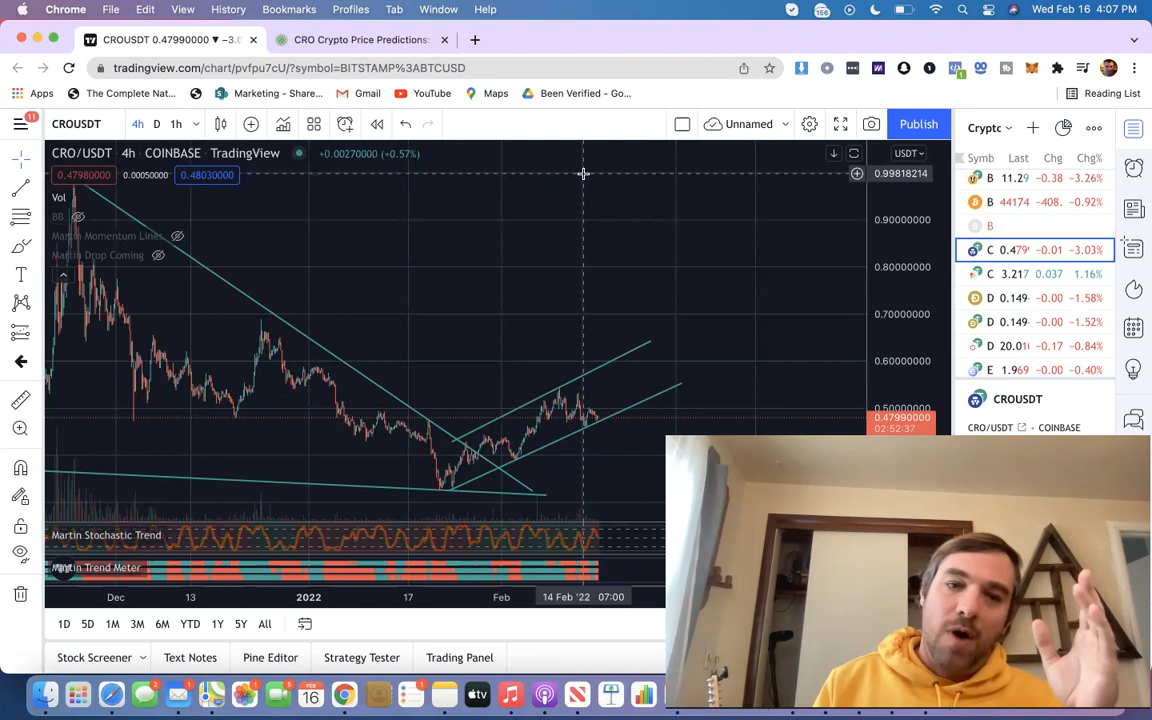 Chrome File Edit View History Bookmarks Profiles Tab Window Help 156 Wed Feb 16 4:07 PM
CROUSDT 0.47990000 ▼ −3.0 CRO Crypto Price Predictions:
tradingview.com/chart/pvfpu7cU/?symbol=BITSTAMP%3ABTCUSD
Apps The Complete Nat... Marketing - Share... Gmail YouTube Maps Been Verified - Go... Reading List
11 CROUSDT 4h D 1h Unnamed Publish Crypto
CRO/USDT 4h COINBASE TradingView +0.00270000 (+0.57%) USDT Symb Last Chg Chg%
0.47980000 0.00050000 0.48030000 0.99818214 B 11.29 -0.38 -3.26%
Vol B 44174 -408. -0.92%
BB 0.90000000 B
Martin Momentum Lines C 0.479 -0.01 -3.03%
Martin Drop Coming 0.80000000 C 3.217 0.037 1.16%
D 0.149 -0.00 -1.58%
0.70000000 D 0.149 -0.00 -1.52%
D 20.01 -0.17 -0.84%
0.60000000 E 1.969 -0.00 -0.40%
0.50000000 CROUSDT
0.47990000
02:52:37 CRO/USDT COINBASE
Martin Stochastic Trend
Martin Trend Meter
Dec 13 2022 17 Feb 14 Feb '22 07:00
1D 5D 1M 3M 6M YTD 1Y 5Y All
Stock Screener Text Notes Pine Editor Strategy Tester Trading Panel